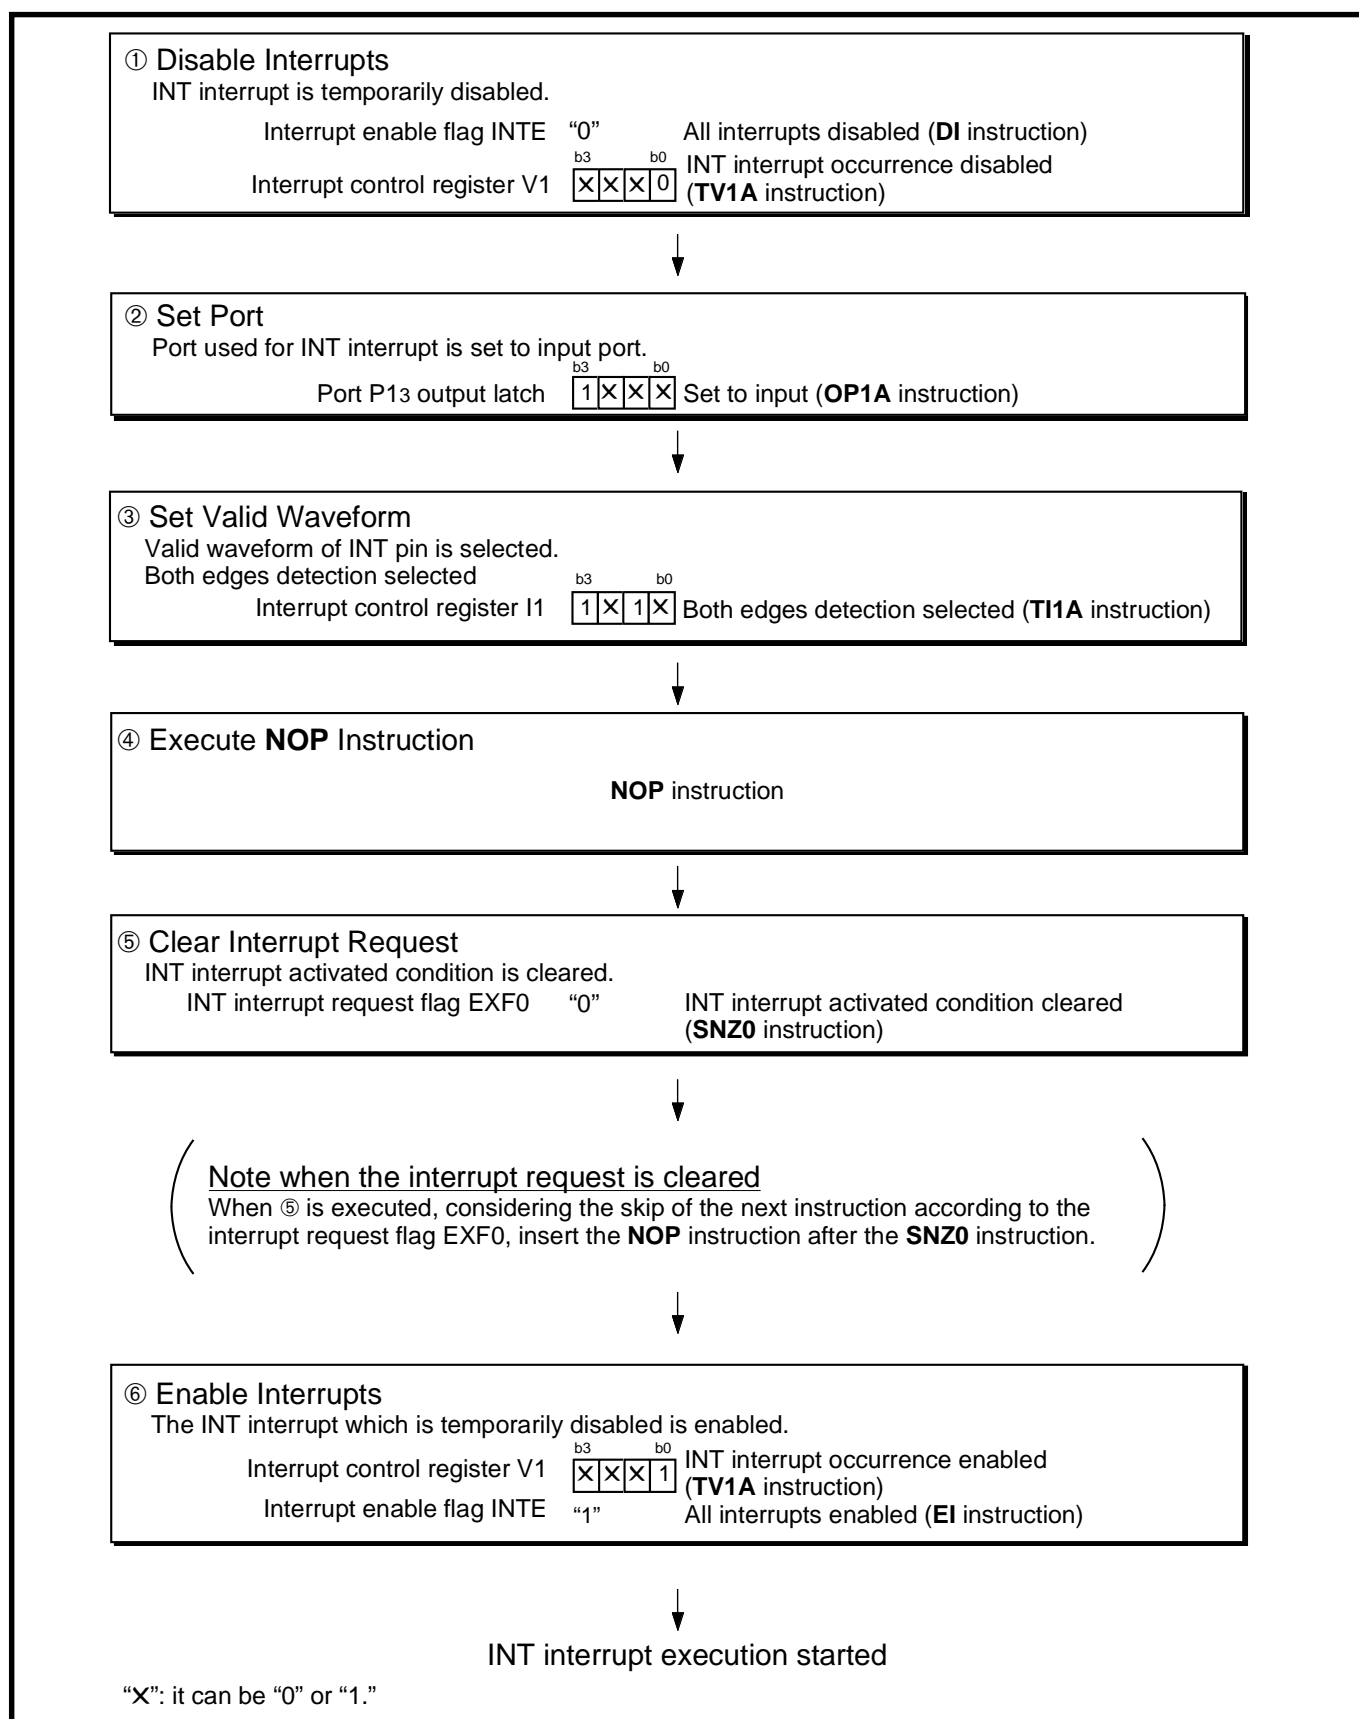 ① Disable Interrupts
INT interrupt is temporarily disabled.
Interrupt enable flag INTE “0” All interrupts disabled (DI instruction)
b3 b0
Interrupt control register V1 ✕ ✕ ✕ 0 INT interrupt occurrence disabled
(TV1A instruction)
② Set Port
Port used for INT interrupt is set to input port.
b3 b0
Port P13 output latch 1 ✕ ✕ ✕ Set to input (OP1A instruction)
③ Set Valid Waveform
Valid waveform of INT pin is selected.
Both edges detection selected
b3 b0
Interrupt control register I1 1 ✕ 1 ✕ Both edges detection selected (TI1A instruction)
④ Execute NOP Instruction
NOP instruction
⑤ Clear Interrupt Request
INT interrupt activated condition is cleared.
INT interrupt request flag EXF0 “0” INT interrupt activated condition cleared
(SNZ0 instruction)
Note when the interrupt request is cleared
When ⑤ is executed, considering the skip of the next instruction according to the
interrupt request flag EXF0, insert the NOP instruction after the SNZ0 instruction.
⑥ Enable Interrupts
The INT interrupt which is temporarily disabled is enabled.
b3 b0
Interrupt control register V1 ✕ ✕ ✕ 1 INT interrupt occurrence enabled
(TV1A instruction)
Interrupt enable flag INTE “1” All interrupts enabled (EI instruction)
INT interrupt execution started
“✕”: it can be “0” or “1.”